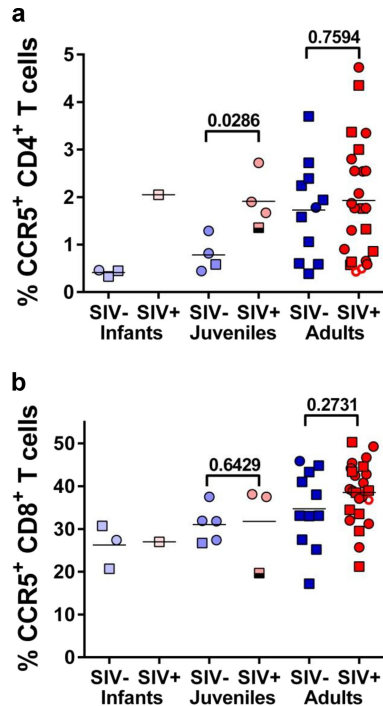 a
0.7594
0.0286
% CCR5+ CD4+ T cells
5
4
3
2
1
0
SIV- SIV+ SIV- SIV+ SIV- SIV+
Infants Juveniles Adults
b
0.2731
0.6429
% CCR5+ CD8+ T cells
50
40
30
20
10
0
SIV- SIV+ SIV- SIV+ SIV- SIV+
Infants Juveniles Adults